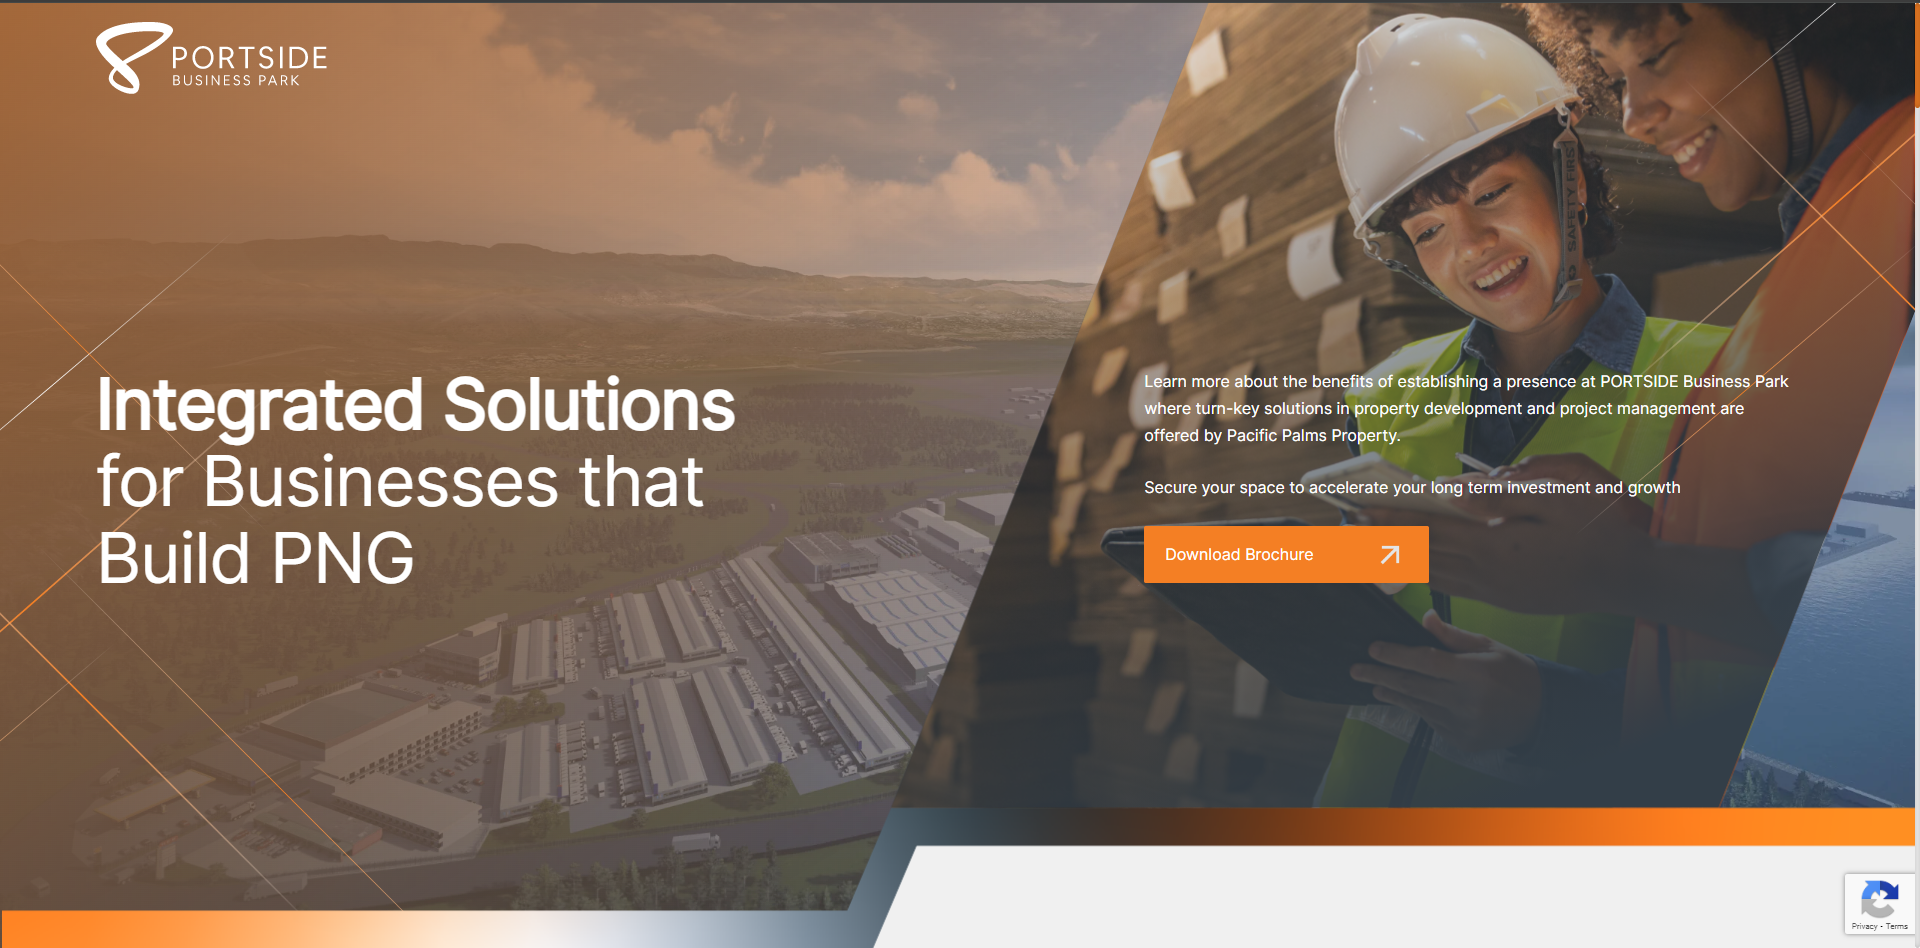 PORTSIDE
BUSINESS PARK
SAFETY FIRST
Integrated Solutions
for Businesses that
Build PNG
Learn more about the benefits of establishing a presence at PORTSIDE Business Park
where turn-key solutions in property development and project management are
offered by Pacific Palms Property.
Secure your space to accelerate your long term investment and growth
Download Brochure
Privacy - Terms